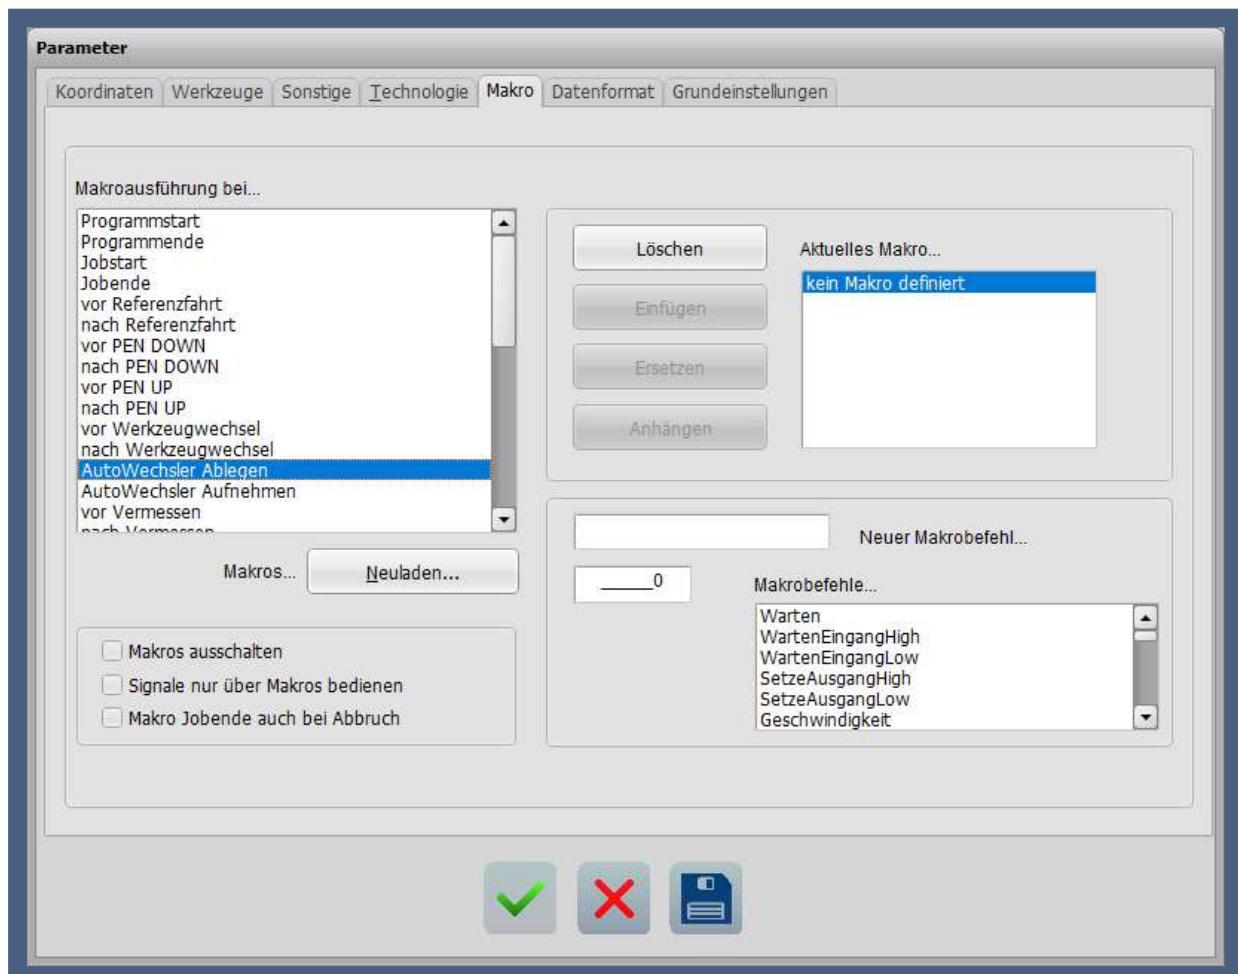 Parameter
Koordinaten Werkzeuge Sonstige Technologie Makro Datenformat Grundeinstellungen
Makroausführung bei...
Programmstart
Programmende
Jobstart
Jobende
vor Referenzfahrt
nach Referenzfahrt
vor PEN DOWN
nach PEN DOWN
vor PEN UP
nach PEN UP
vor Werkzeugwechsel
nach Werkzeugwechsel
AutoWechsler Ablegen
AutoWechsler Aufnehmen
vor Vermessen
nach Vermessen
Makros... Neuladen...
Makros ausschalten
Signale nur über Makros bedienen
Makro Jobende auch bei Abbruch
Löschen
Einfügen
Ersetzen
Anhängen
Aktuelles Makro...
kein Makro definiert
Neuer Makrobefehl...
_____0
Makrobefehle...
Warten
WartenEingangHigh
WartenEingangLow
SetzeAusgangHigh
SetzeAusgangLow
Geschwindigkeit